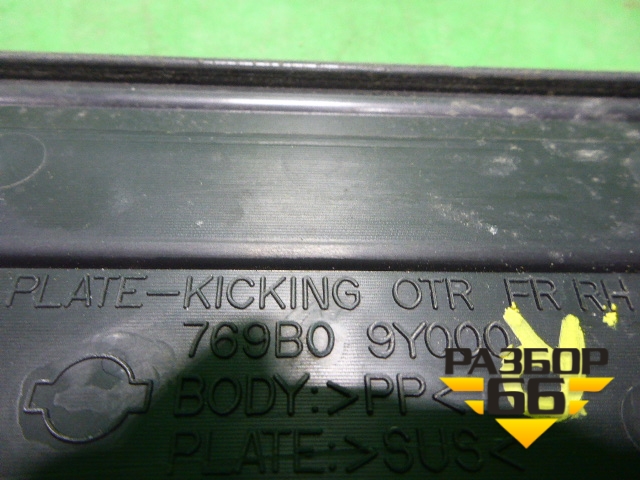 PLATE-KICKING OTR FR RH
769B0 9Y000
BODY:>PP<
PLATE:>SUS<
РАЗБОР
66